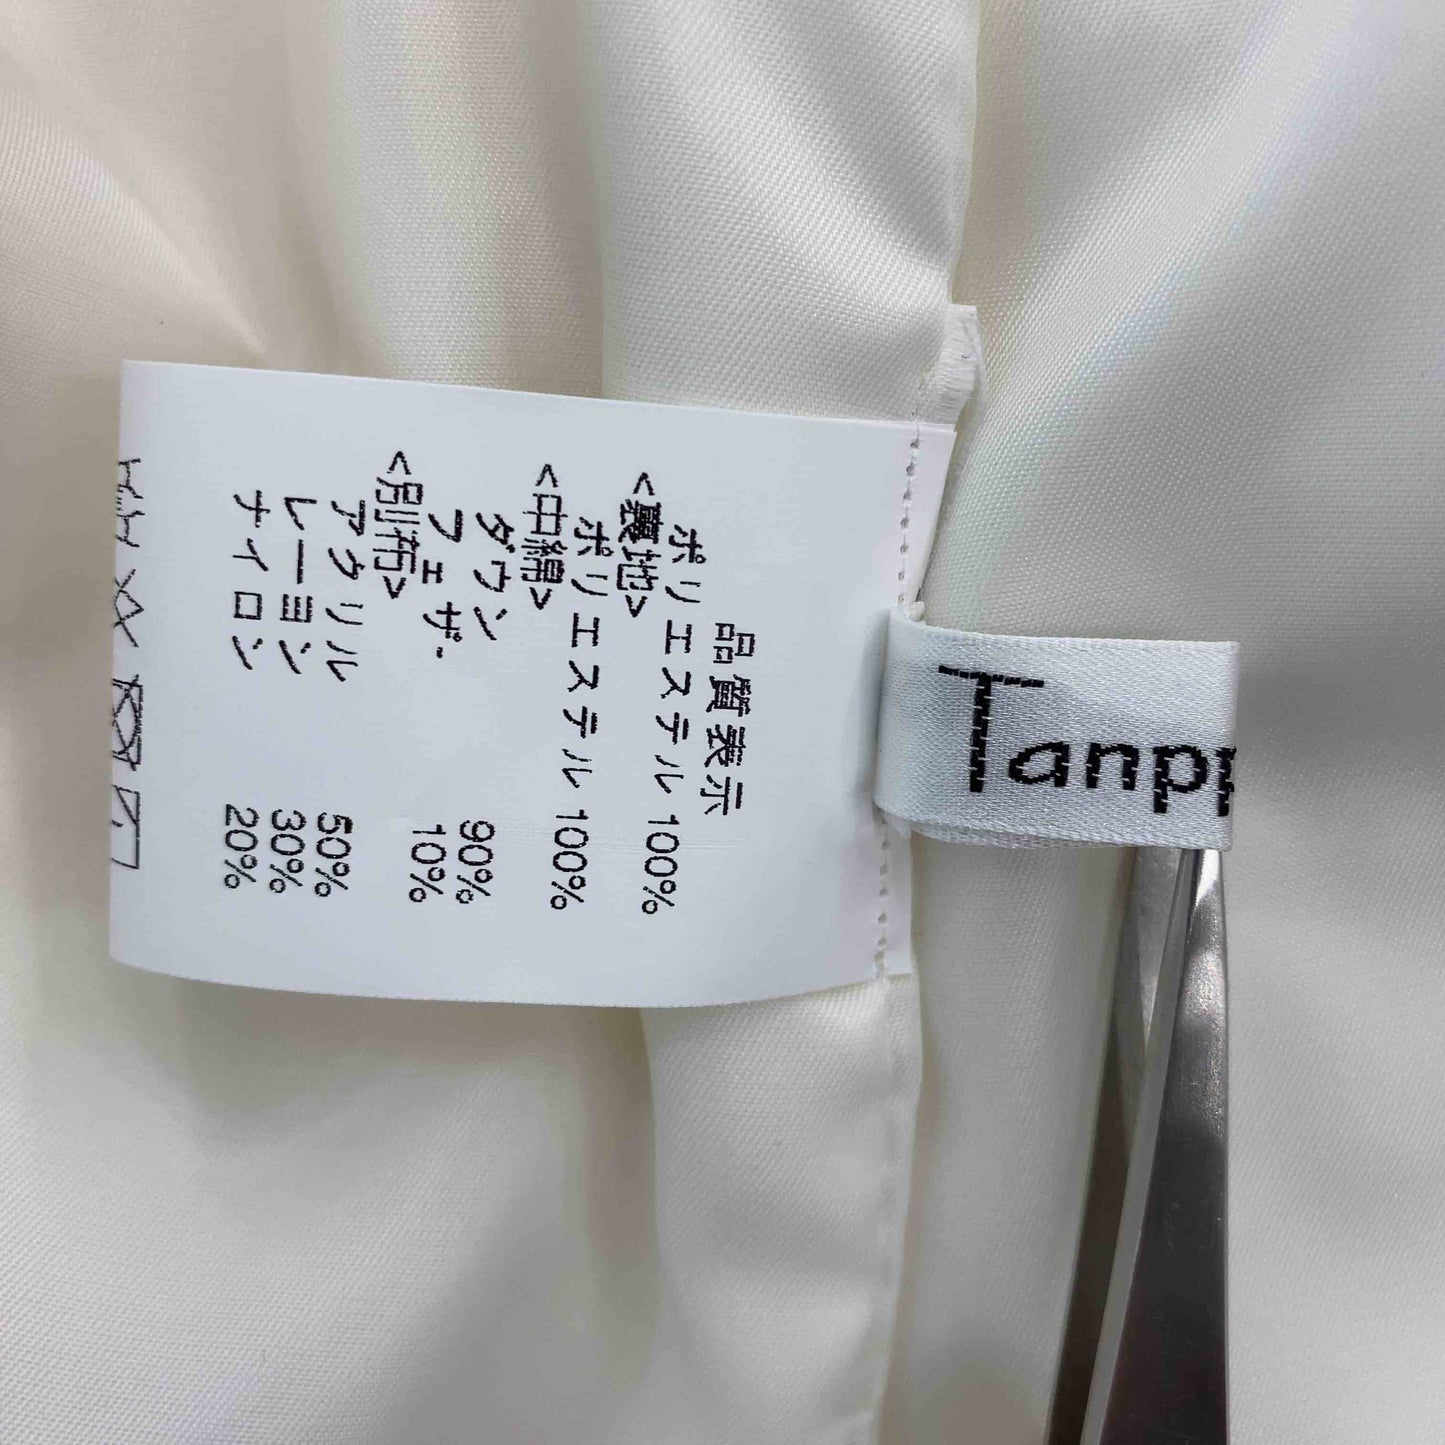 品質表示
ポリエステル 100%
<裏地>
ポリエステル 100%
<中綿>
ダウン 90%
フェザー 10%
<別布>
アクリル 50%
レーヨン 30%
ナイロン 20%
Tanp